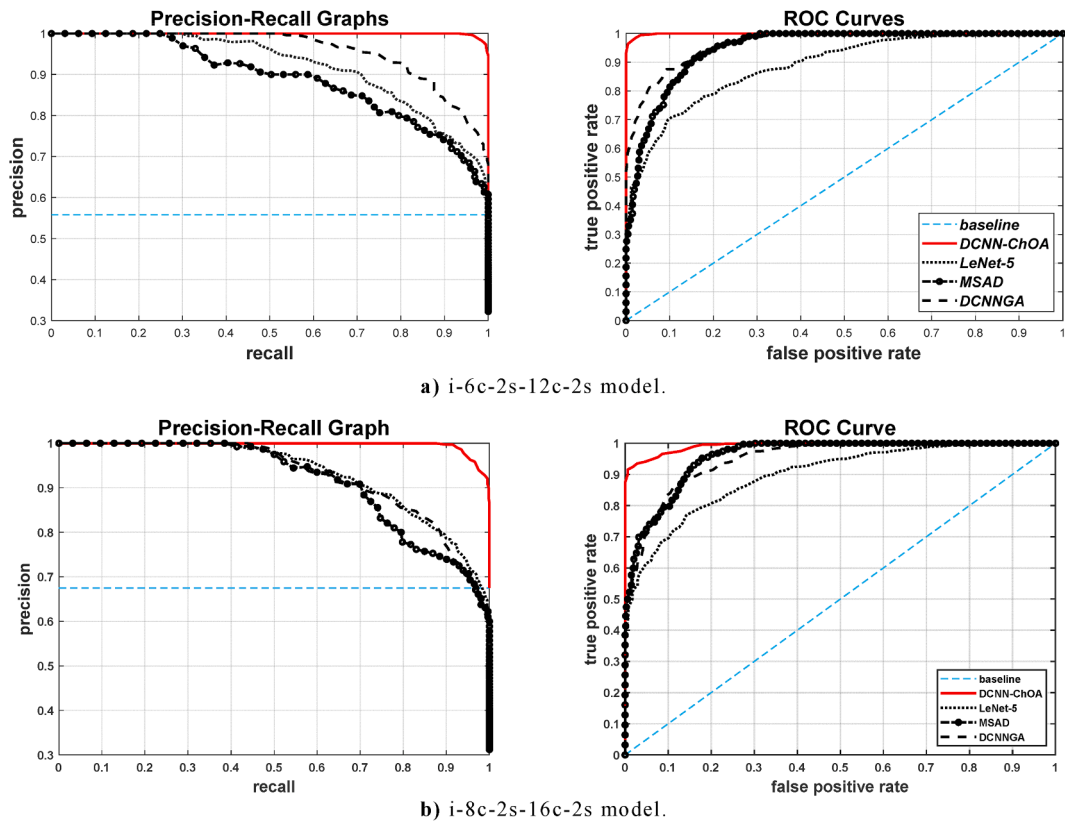 Precision-Recall Graphs
1
0.9
0.8
0.7
0.6
0.5
0.4
0.3
precision
0 0.1 0.2 0.3 0.4 0.5 0.6 0.7 0.8 0.9 1
recall
ROC Curves
1
0.9
0.8
0.7
0.6
0.5
0.4
0.3
0.2
0.1
0
true positive rate
baseline
DCNN-ChOA
LeNet-5
MSAD
DCNNGA
0 0.1 0.2 0.3 0.4 0.5 0.6 0.7 0.8 0.9 1
false positive rate
a) i-6c-2s-12c-2s model.
Precision-Recall Graph
1
0.9
0.8
0.7
0.6
0.5
0.4
0.3
precision
0 0.1 0.2 0.3 0.4 0.5 0.6 0.7 0.8 0.9 1
recall
ROC Curve
1
0.9
0.8
0.7
0.6
0.5
0.4
0.3
0.2
0.1
0
true positive rate
baseline
DCNN-ChOA
LeNet-5
MSAD
DCNNGA
0 0.1 0.2 0.3 0.4 0.5 0.6 0.7 0.8 0.9 1
false positive rate
b) i-8c-2s-16c-2s model.